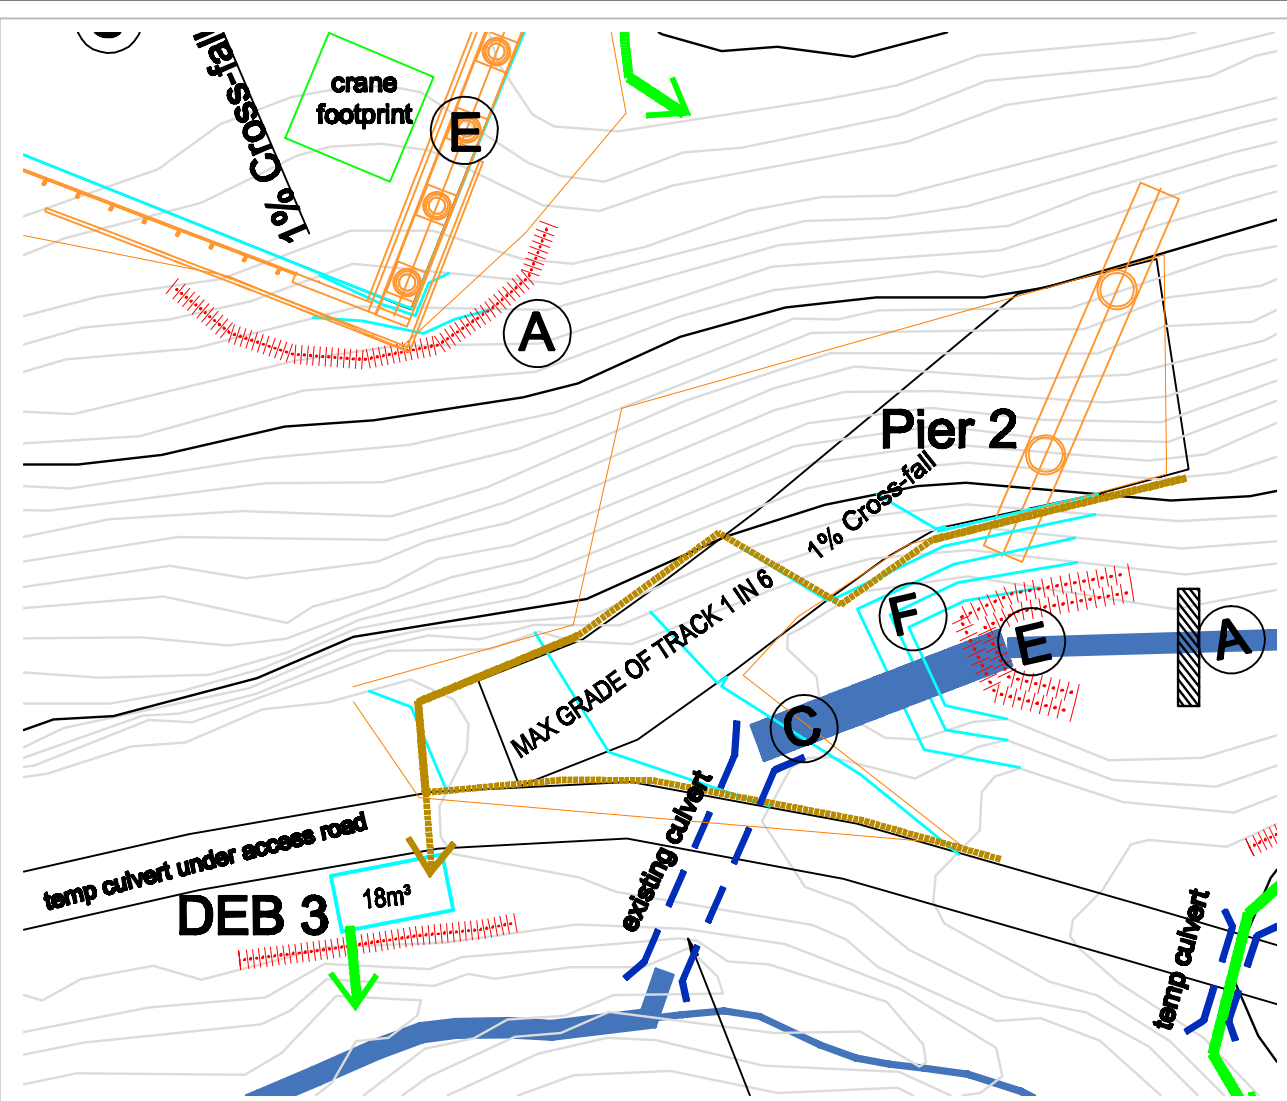 1% Cross-fall
crane
footprint
E
A
Pier 2
1% Cross-fall
MAX GRADE OF TRACK 1 IN 6
F
E
A
C
existing culvert
temp culvert under access road
18m³
DEB 3
temp culvert